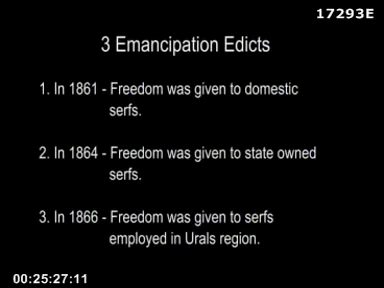 17293E
3 Emancipation Edicts
1. In 1861 - Freedom was given to domestic
serfs.
2. In 1864 - Freedom was given to state owned
serfs.
3. In 1866 - Freedom was given to serfs
employed in Urals region.
00:25:27:11